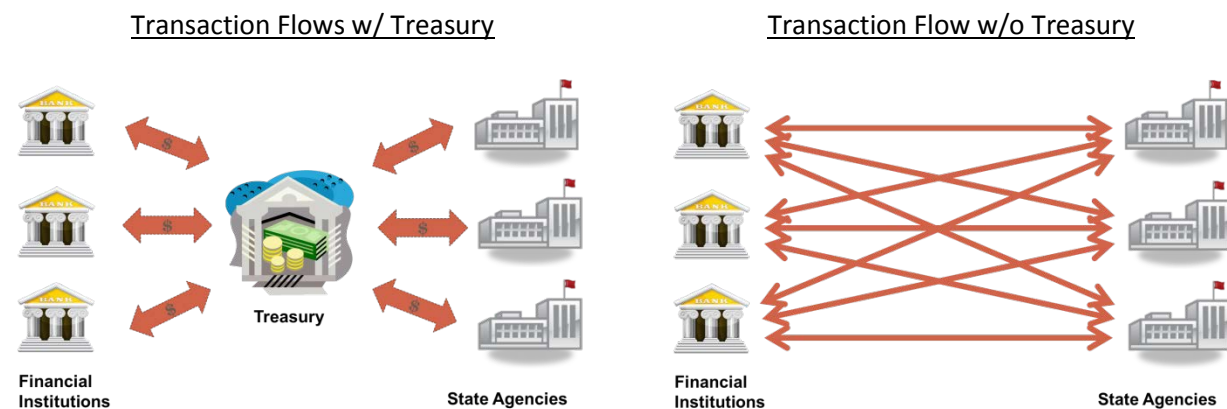 Transaction Flows w/ Treasury
Transaction Flow w/o Treasury
BANK
BANK
BANK
$
$
$
$
$
$
Treasury
Financial
Institutions
State Agencies
BANK
BANK
BANK
Financial
Institutions
State Agencies